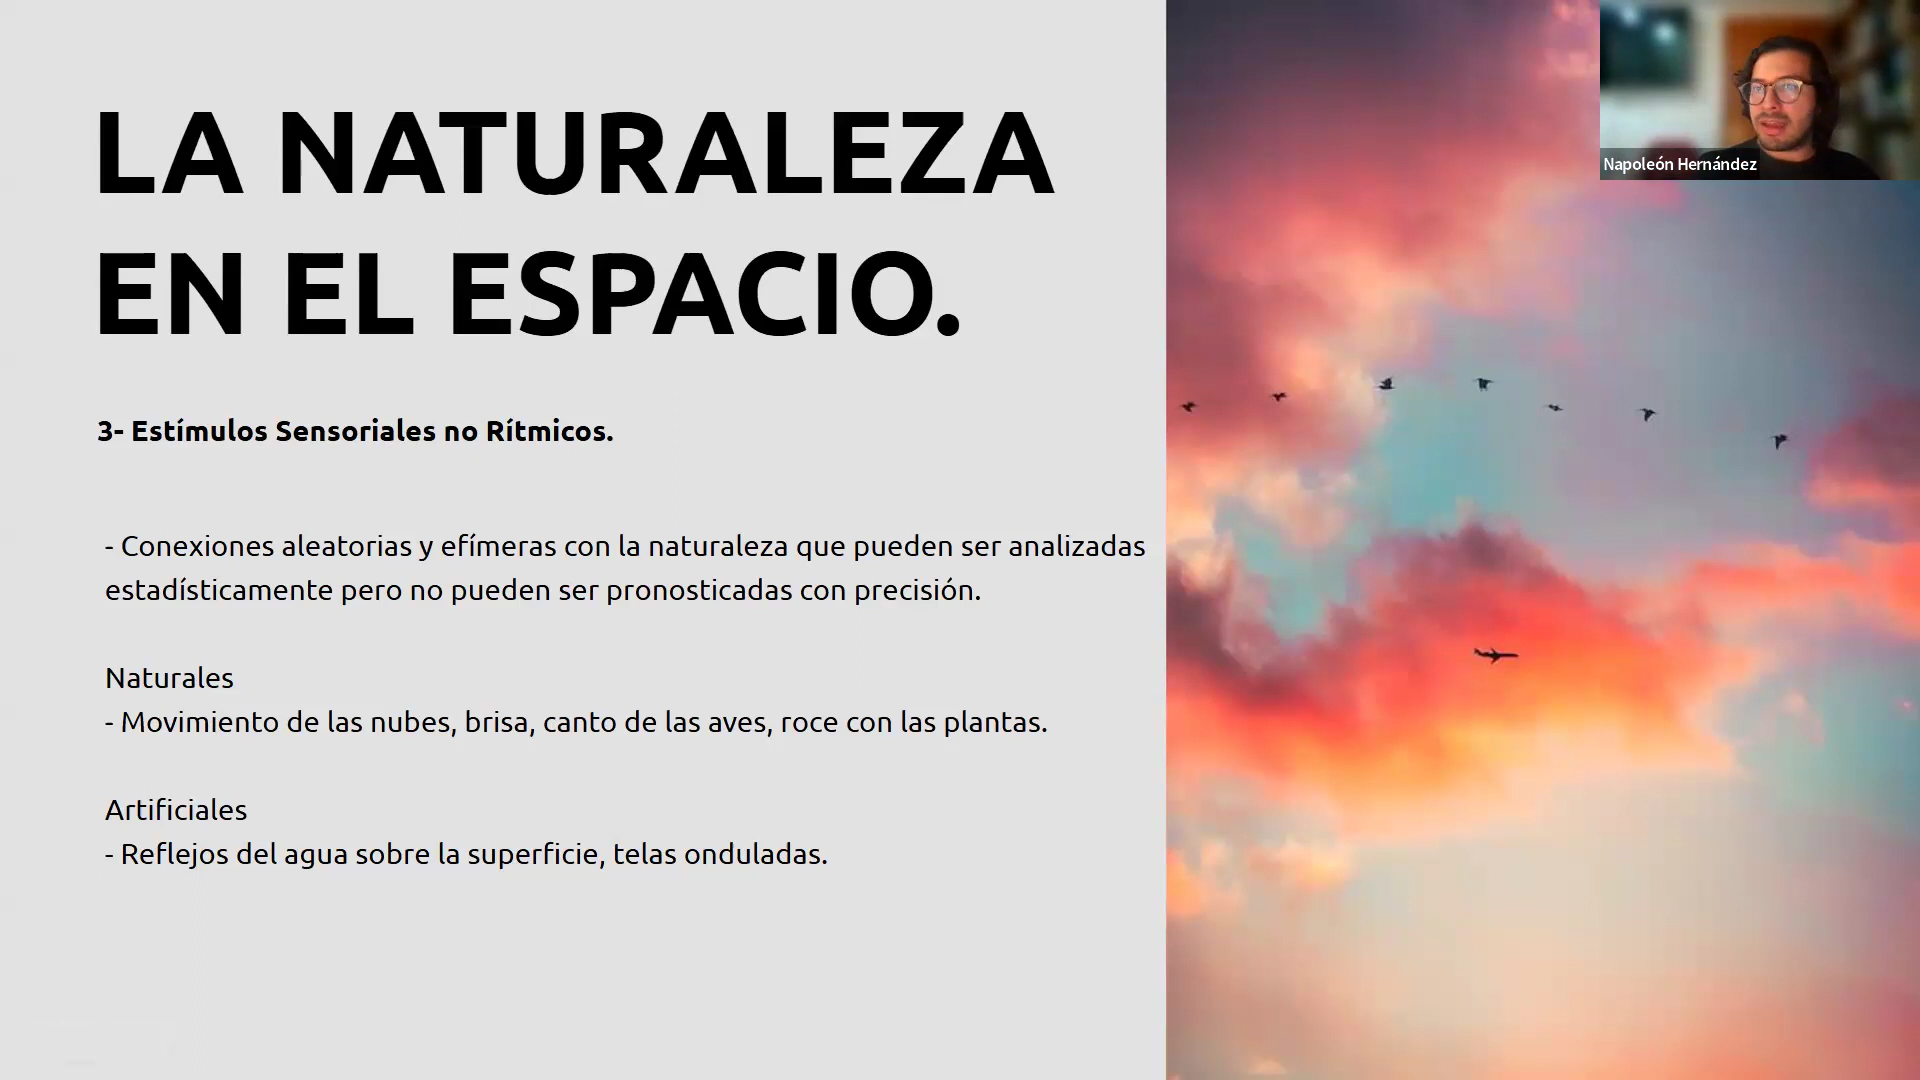 LA NATURALEZA
EN EL ESPACIO.
3- Estímulos Sensoriales no Rítmicos.
- Conexiones aleatorias y efímeras con la naturaleza que pueden ser analizadas
estadísticamente pero no pueden ser pronosticadas con precisión.
Naturales
- Movimiento de las nubes, brisa, canto de las aves, roce con las plantas.
Artificiales
- Reflejos del agua sobre la superficie, telas onduladas.
Napoleón Hernández